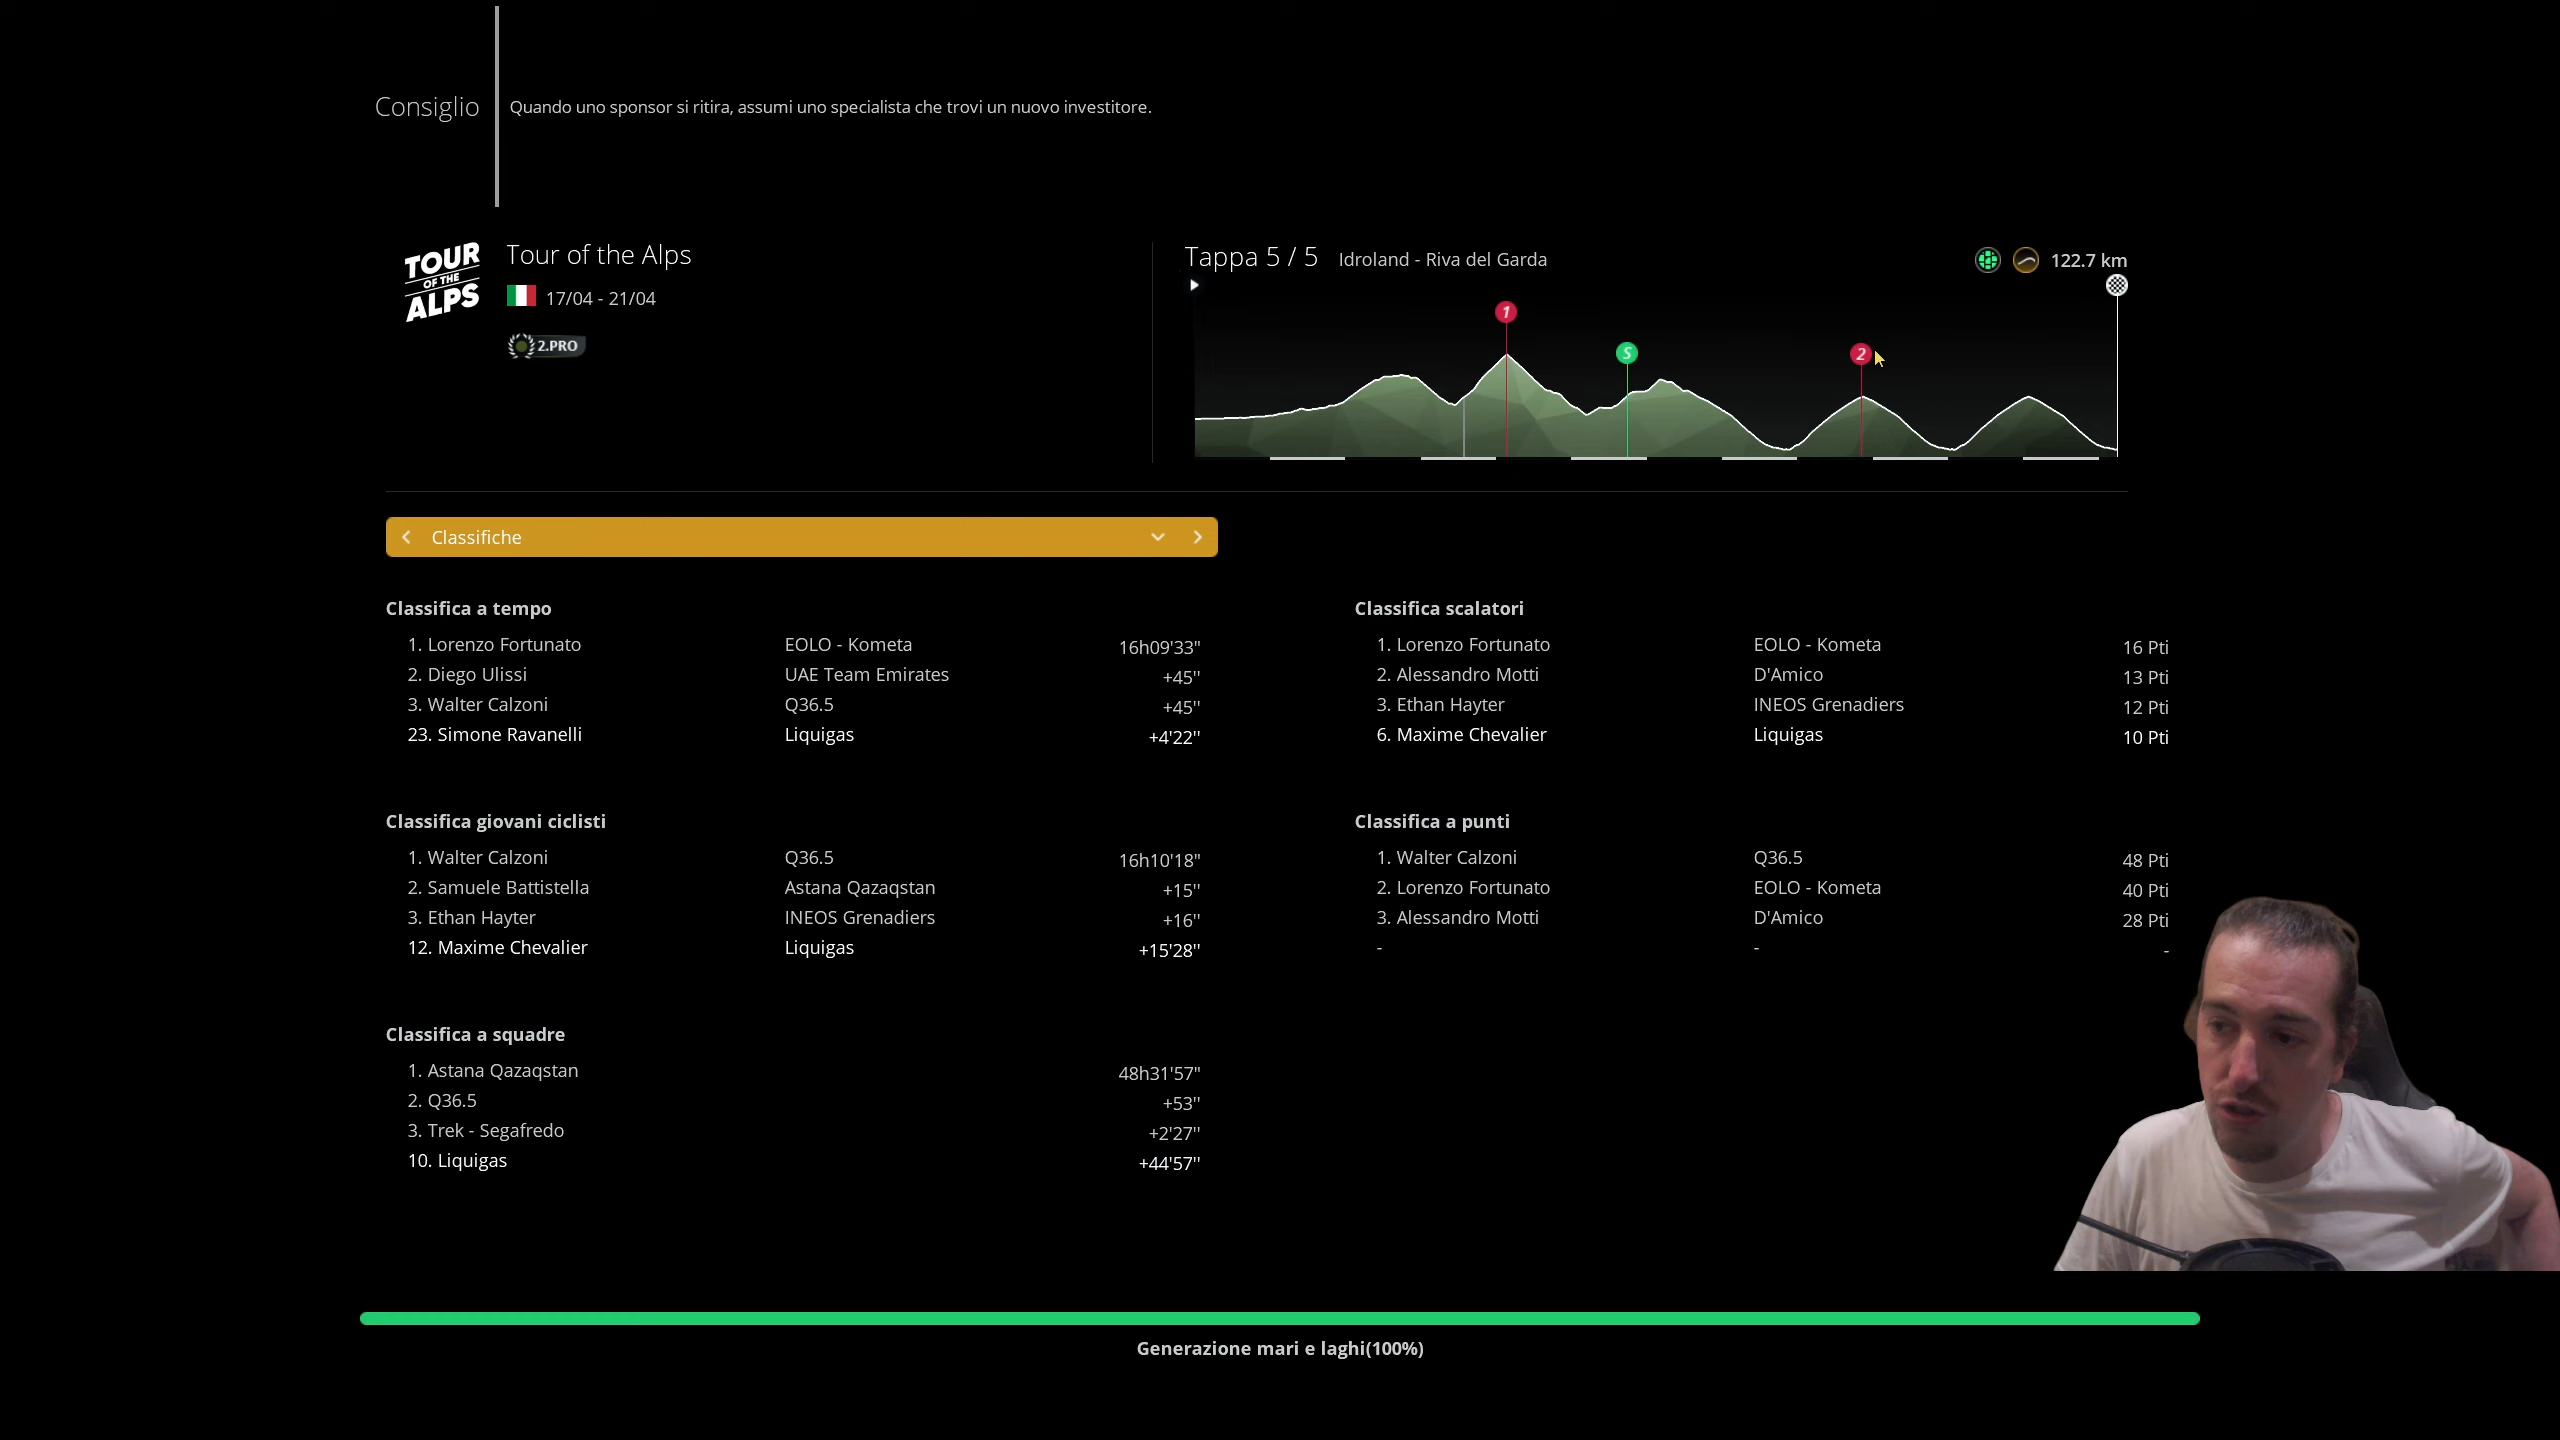 Consiglio
Quando uno sponsor si ritira, assumi uno specialista che trovi un nuovo investitore.
TOUR
OF THE
ALPS
Tour of the Alps
17/04 - 21/04
2.PRO
Tappa 5 / 5 Idroland - Riva del Garda 122.7 km
1
S
2
Classifiche
Classifica a tempo
1. Lorenzo Fortunato EOLO - Kometa 16h09'33"
2. Diego Ulissi UAE Team Emirates +45''
3. Walter Calzoni Q36.5 +45''
23. Simone Ravanelli Liquigas +4'22''
Classifica scalatori
1. Lorenzo Fortunato EOLO - Kometa 16 Pti
2. Alessandro Motti D'Amico 13 Pti
3. Ethan Hayter INEOS Grenadiers 12 Pti
6. Maxime Chevalier Liquigas 10 Pti
Classifica giovani ciclisti
1. Walter Calzoni Q36.5 16h10'18"
2. Samuele Battistella Astana Qazaqstan +15''
3. Ethan Hayter INEOS Grenadiers +16''
12. Maxime Chevalier Liquigas +15'28''
Classifica a punti
1. Walter Calzoni Q36.5 48 Pti
2. Lorenzo Fortunato EOLO - Kometa 40 Pti
3. Alessandro Motti D'Amico 28 Pti
- - -
Classifica a squadre
1. Astana Qazaqstan 48h31'57"
2. Q36.5 +53''
3. Trek - Segafredo +2'27''
10. Liquigas +44'57''
Generazione mari e laghi(100%)